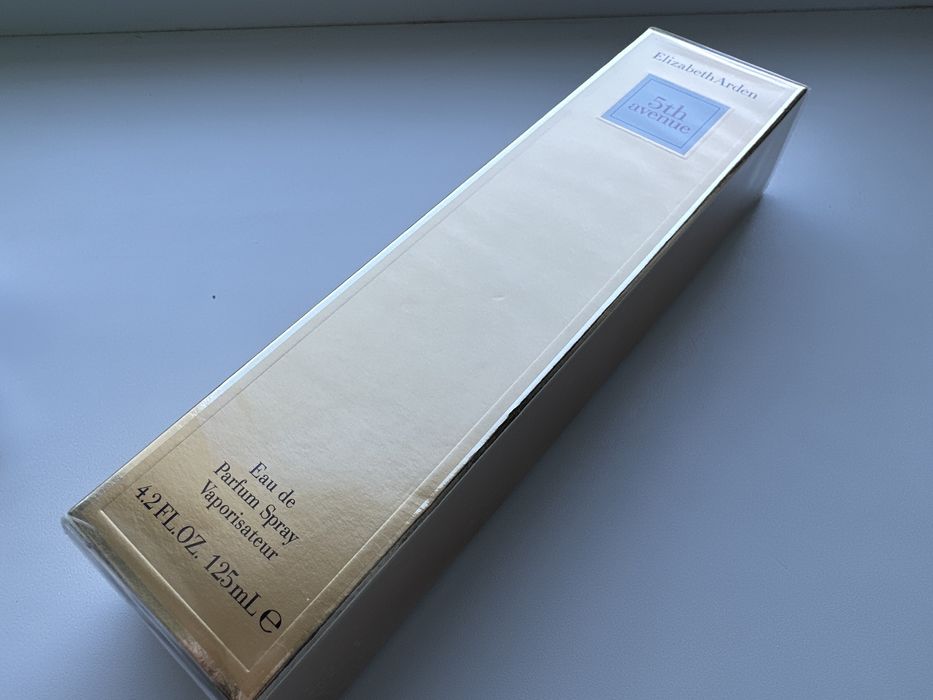 Elizabeth Arden
5th
avenue
Eau de
Parfum Spray
Vaporisateur
4.2 FL.OZ. 125mL ℮